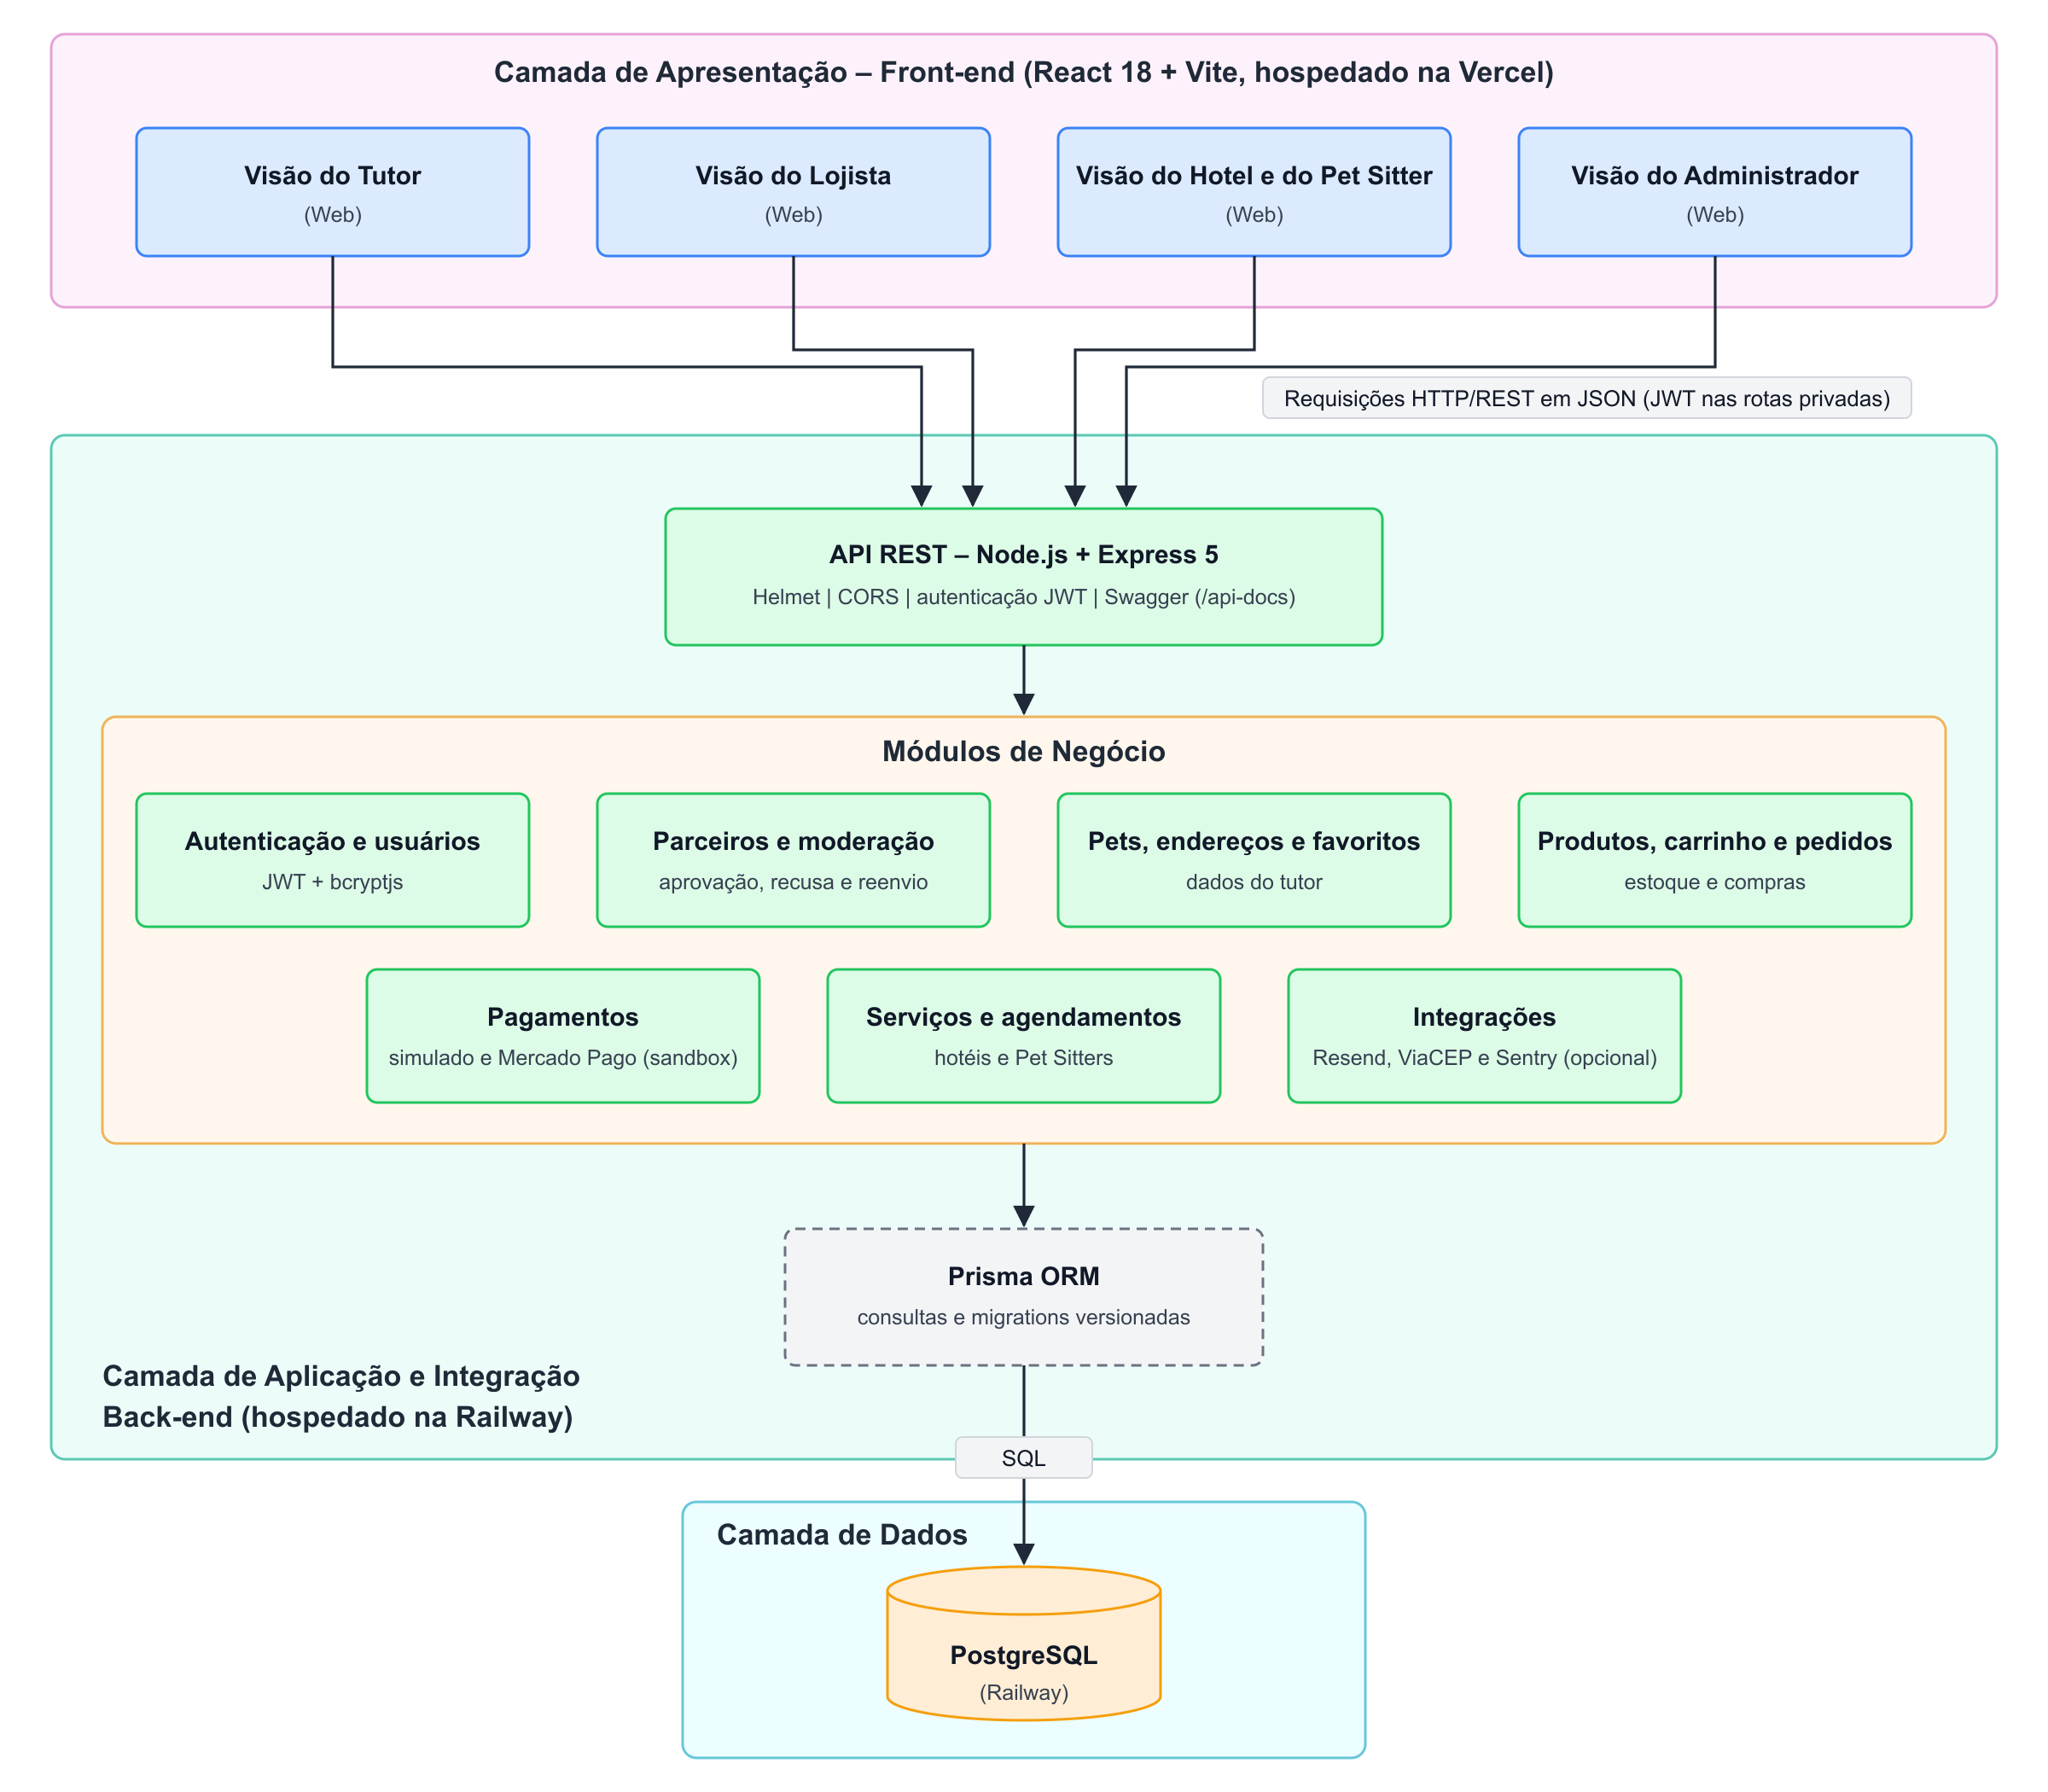 Camada de Apresentação – Front-end (React 18 + Vite, hospedado na Vercel)
Visão do Tutor
(Web)
Visão do Lojista
(Web)
Visão do Hotel e do Pet Sitter
(Web)
Visão do Administrador
(Web)
Requisições HTTP/REST em JSON (JWT nas rotas privadas)
API REST – Node.js + Express 5
Helmet | CORS | autenticação JWT | Swagger (/api-docs)
Módulos de Negócio
Autenticação e usuários
JWT + bcryptjs
Parceiros e moderação
aprovação, recusa e reenvio
Pets, endereços e favoritos
dados do tutor
Produtos, carrinho e pedidos
estoque e compras
Pagamentos
simulado e Mercado Pago (sandbox)
Serviços e agendamentos
hotéis e Pet Sitters
Integrações
Resend, ViaCEP e Sentry (opcional)
Prisma ORM
consultas e migrations versionadas
Camada de Aplicação e Integração
Back-end (hospedado na Railway)
SQL
Camada de Dados
PostgreSQL
(Railway)